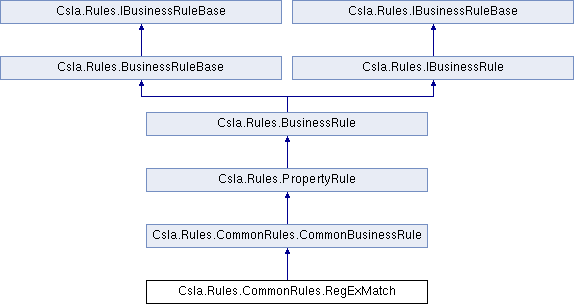 Csla.Rules.IBusinessRuleBase
Csla.Rules.IBusinessRuleBase
Csla.Rules.BusinessRuleBase
Csla.Rules.IBusinessRule
Csla.Rules.BusinessRule
Csla.Rules.PropertyRule
Csla.Rules.CommonRules.CommonBusinessRule
Csla.Rules.CommonRules.RegExMatch